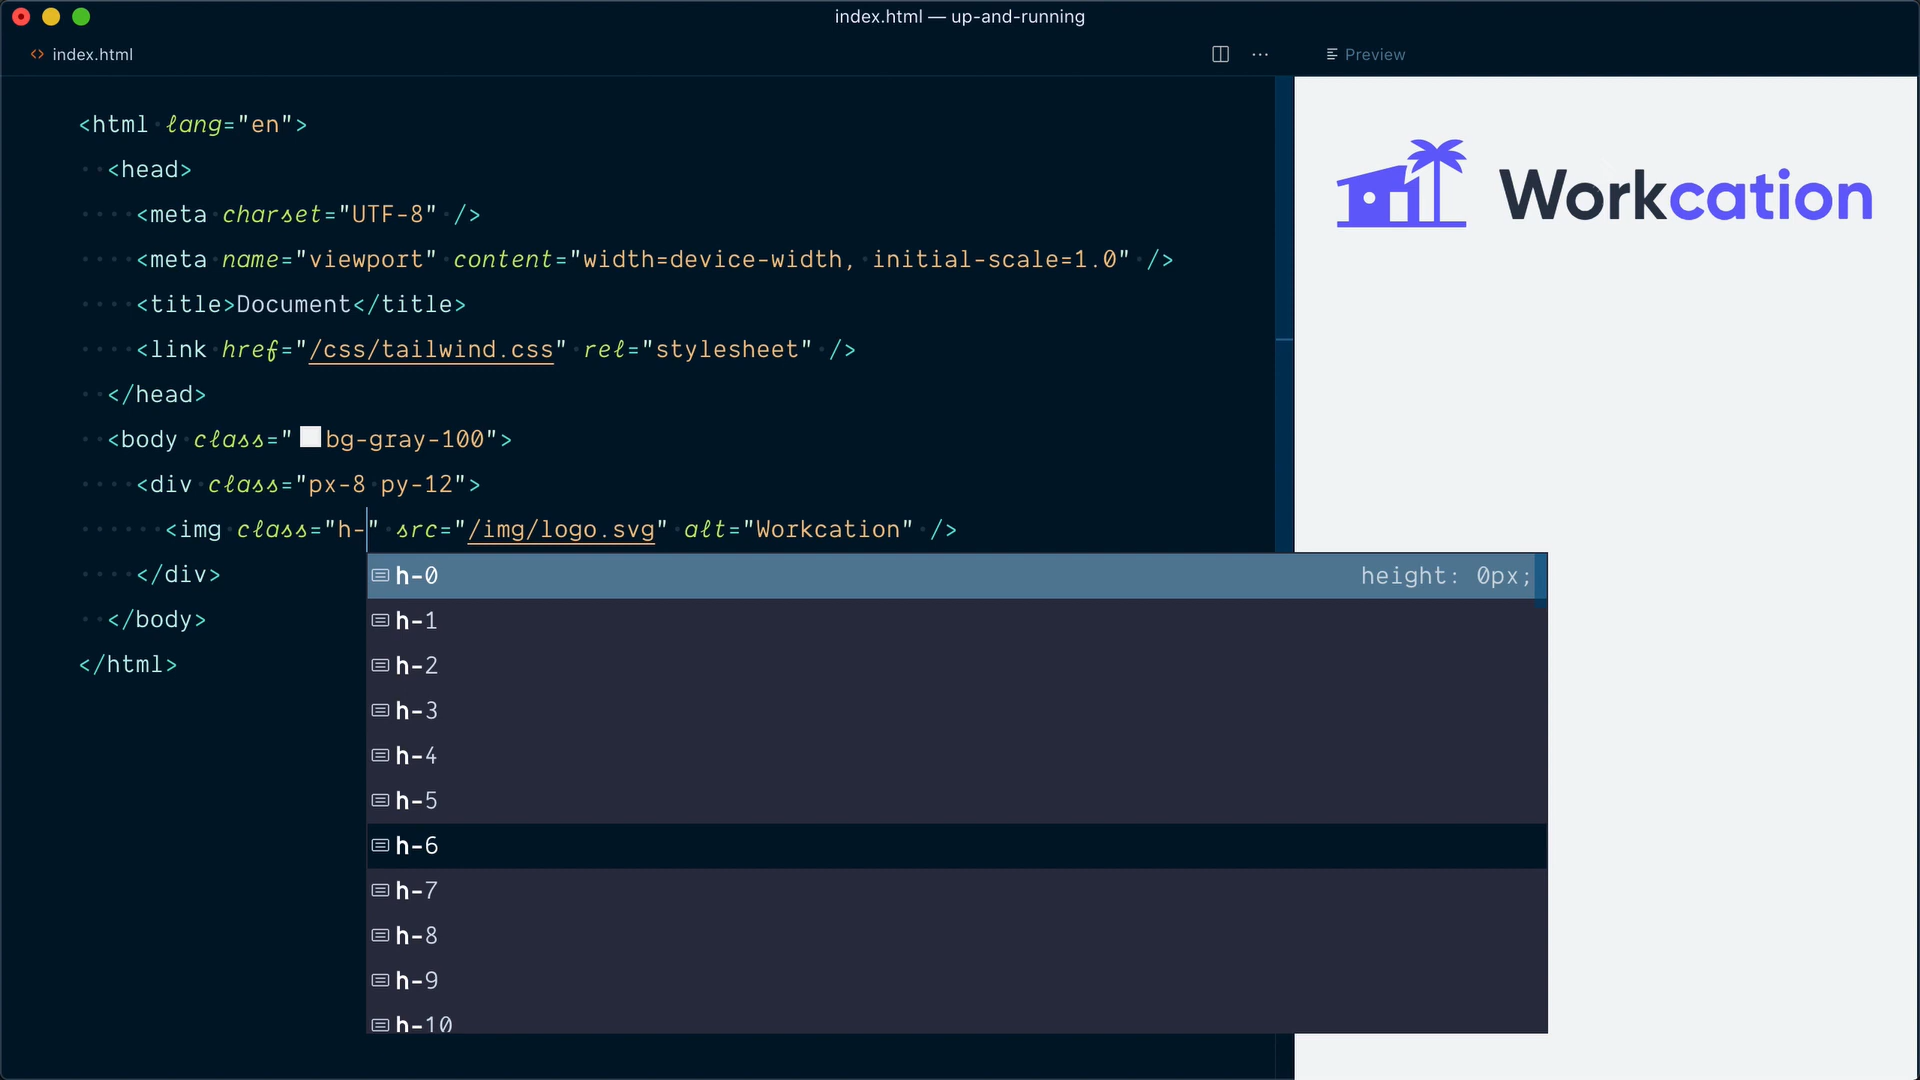 index.html — up-and-running
index.html
Preview
<html lang="en">
<head>
<meta charset="UTF-8" />
<meta name="viewport" content="width=device-width, initial-scale=1.0" />
<title>Document</title>
<link href="/css/tailwind.css" rel="stylesheet" />
</head>
<body class="bg-gray-100">
<div class="px-8 py-12">
<img class="h-" src="/img/logo.svg" alt="Workcation" />
</div>
</body>
</html>
h-0 height: 0px;
h-1
h-2
h-3
h-4
h-5
h-6
h-7
h-8
h-9
h-10
Workcation